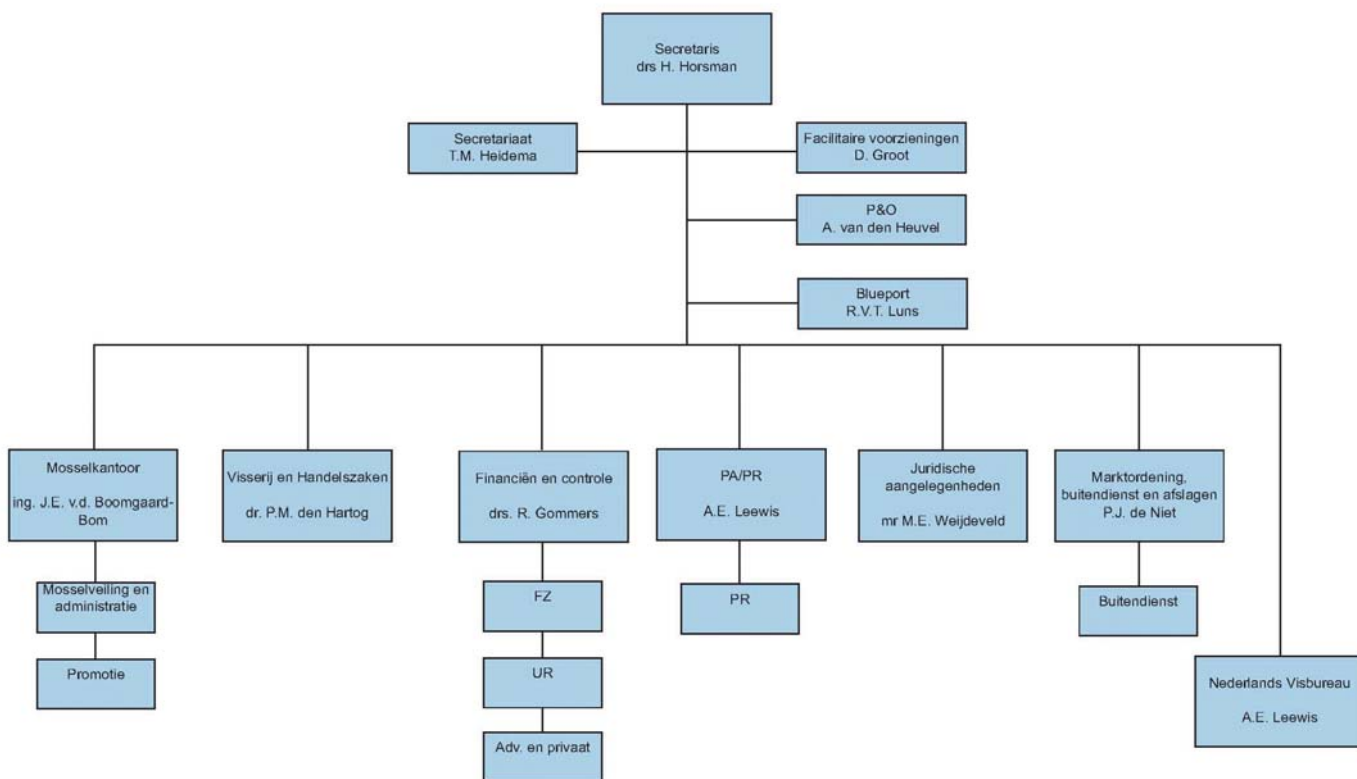 Secretaris
drs H. Horsman
Secretariaat
T.M. Heidema
Facilitaire voorzieningen
D. Groot
P&O
A. van den Heuvel
Blueport
R.V.T. Luns
Mosselkantoor
ing. J.E. v.d. Boomgaard-
Bom
Visserij en Handelszaken
dr. P.M. den Hartog
Financiën en controle
drs. R. Gommers
PA/PR
A.E. Leewis
Juridische
aangelegenheden
mr M.E. Weijdeveld
Marktordening,
buitendienst en afslagen
P.J. de Niet
Mosselveiling en
administratie
FZ
PR
Buitendienst
Promotie
UR
Nederlands Visbureau
A.E. Leewis
Adv. en privaat